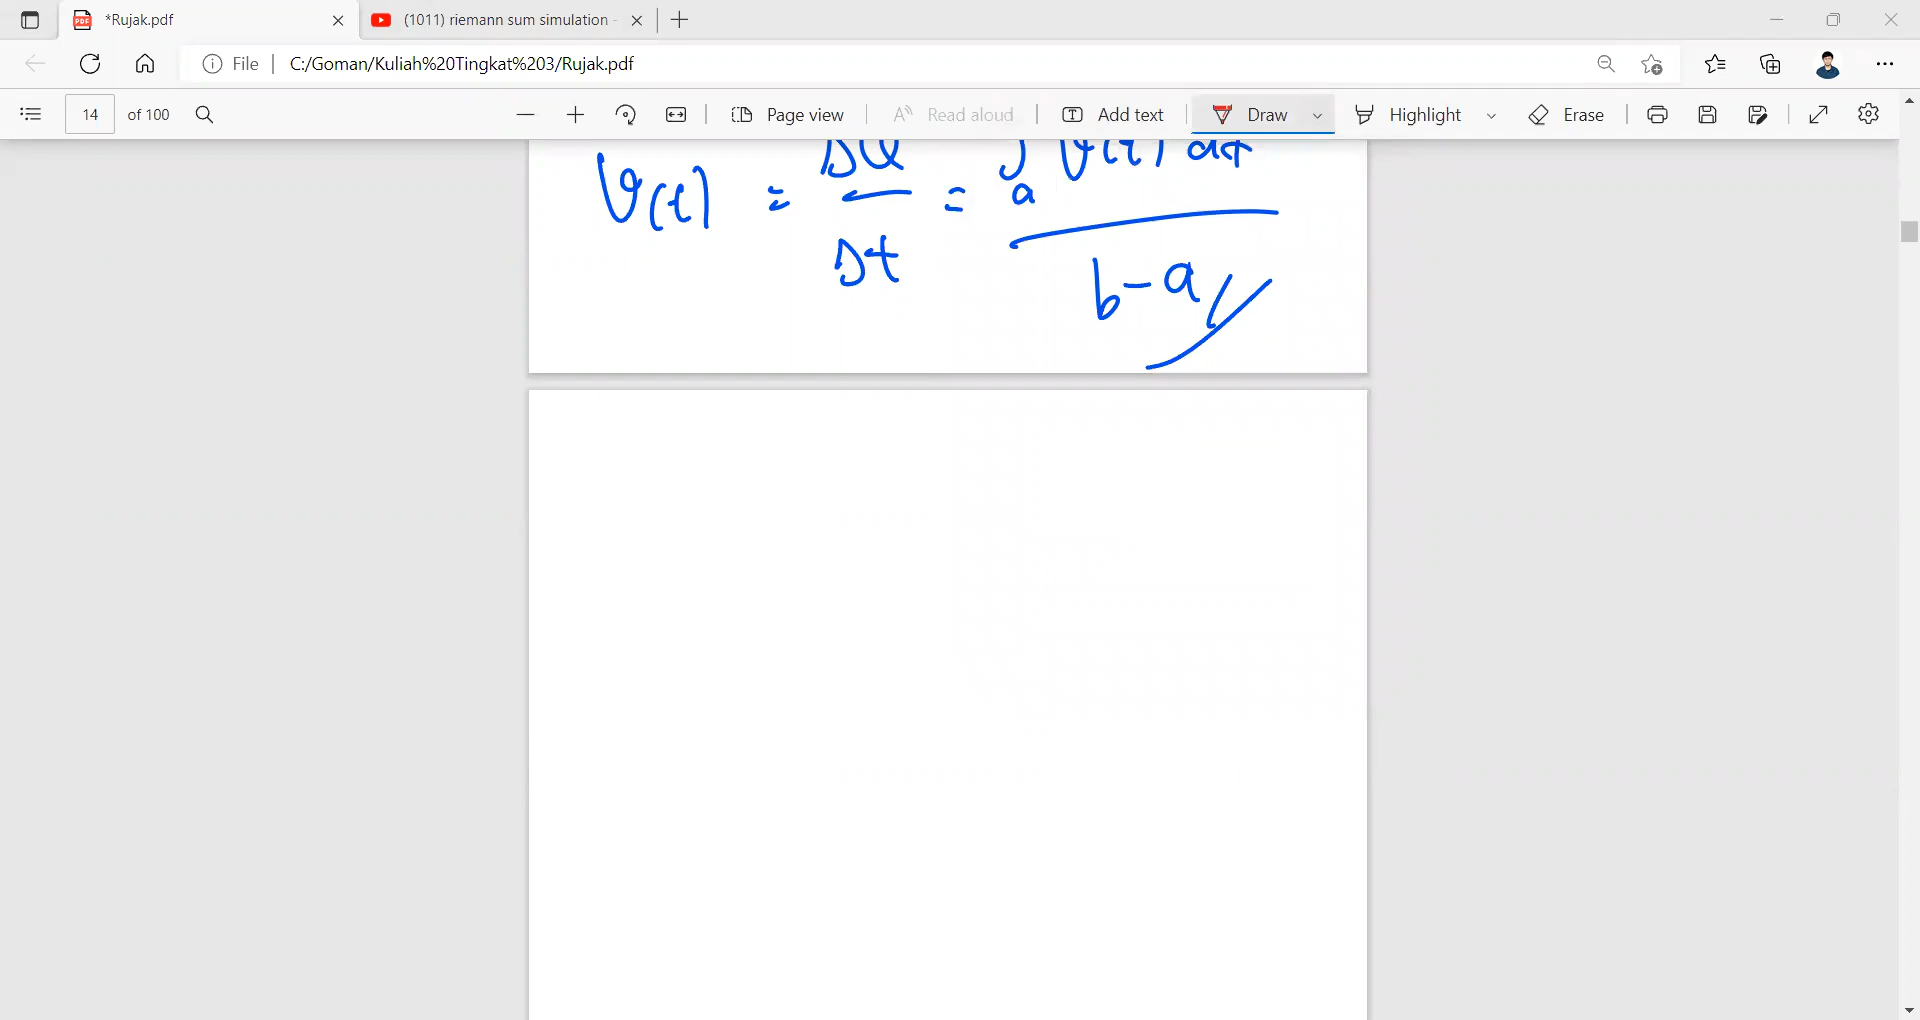 *Rujak.pdf
(1011) riemann sum simulation -
File
C:/Goman/Kuliah%20Tingkat%203/Rujak.pdf
14 of 100
Page view
Read aloud
Add text
Draw
Highlight
Erase
V(t) = ΔQ / Δt = ∫ a V(t) dt / b - a